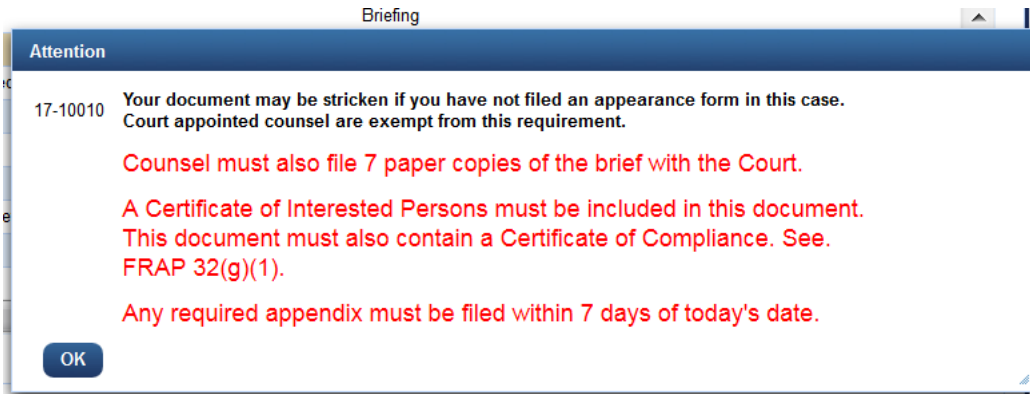 Briefing
Attention
17-10010
Your document may be stricken if you have not filed an appearance form in this case.
Court appointed counsel are exempt from this requirement.
Counsel must also file 7 paper copies of the brief with the Court.
A Certificate of Interested Persons must be included in this document.
This document must also contain a Certificate of Compliance. See.
FRAP 32(g)(1).
Any required appendix must be filed within 7 days of today's date.
OK